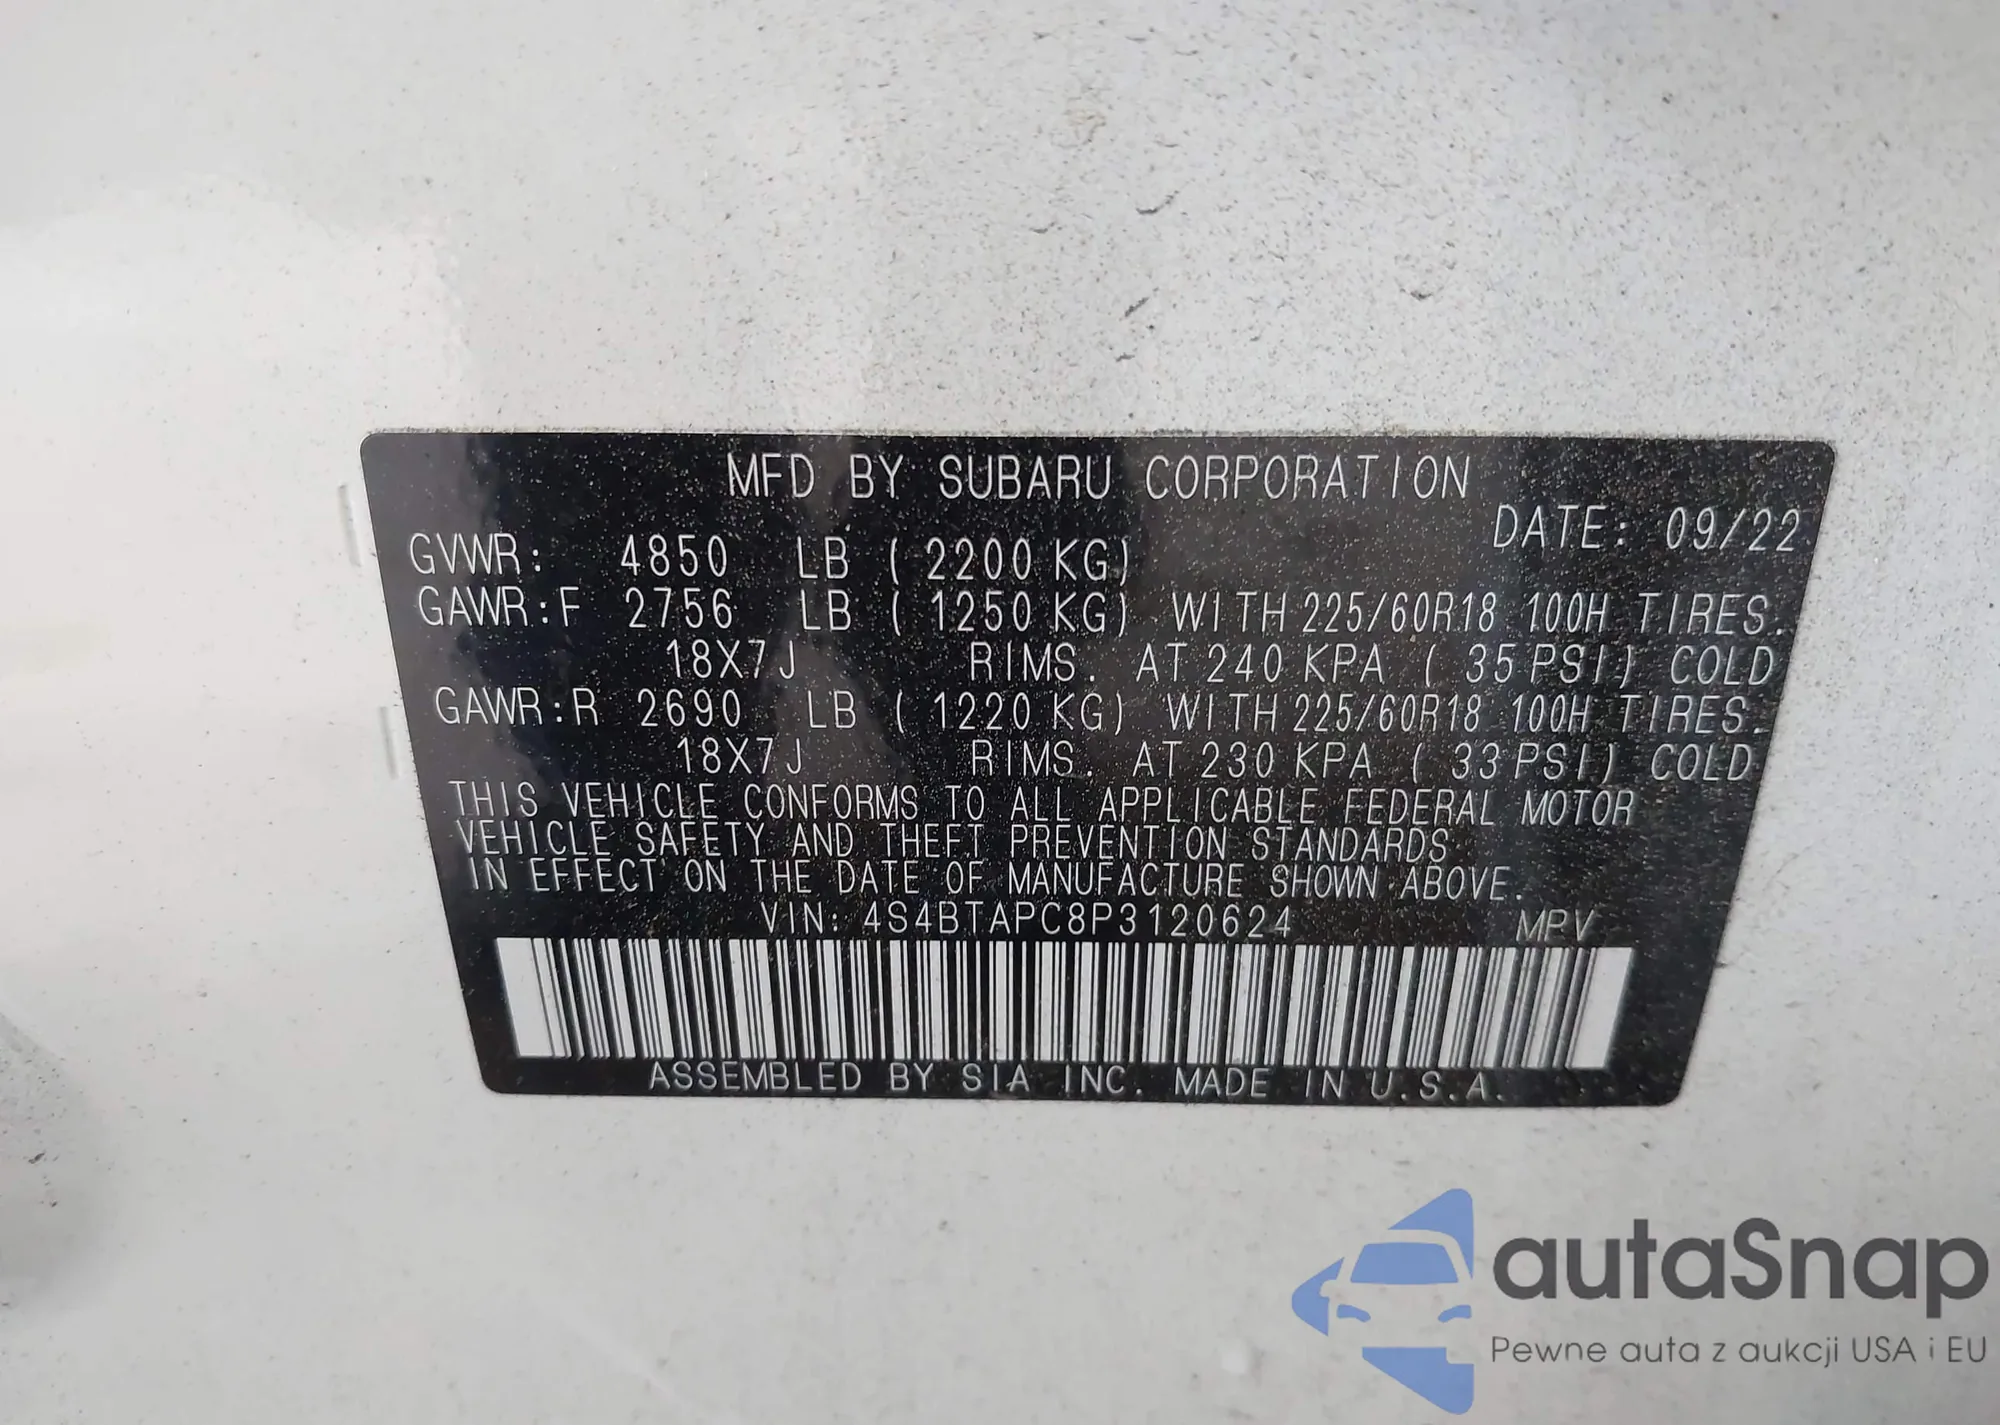 MFD BY SUBARU CORPORATION
DATE: 09/22
GVWR: 4850 LB ( 2200 KG)
GAWR:F 2756 LB ( 1250 KG) WITH 225/60R18 100H TIRES.
18X7J RIMS. AT 240 KPA ( 35 PSI) COLD
GAWR:R 2690 LB ( 1220 KG) WITH 225/60R18 100H TIRES.
18X7J RIMS. AT 230 KPA ( 33 PSI) COLD
THIS VEHICLE CONFORMS TO ALL APPLICABLE FEDERAL MOTOR
VEHICLE SAFETY AND THEFT PREVENTION STANDARDS
IN EFFECT ON THE DATE OF MANUFACTURE SHOWN ABOVE.
VIN: 4S4BTAPC8P3120624 MPV
ASSEMBLED BY SIA INC. MADE IN U.S.A.
autaSnap
Pewne auta z aukcji USA i EU